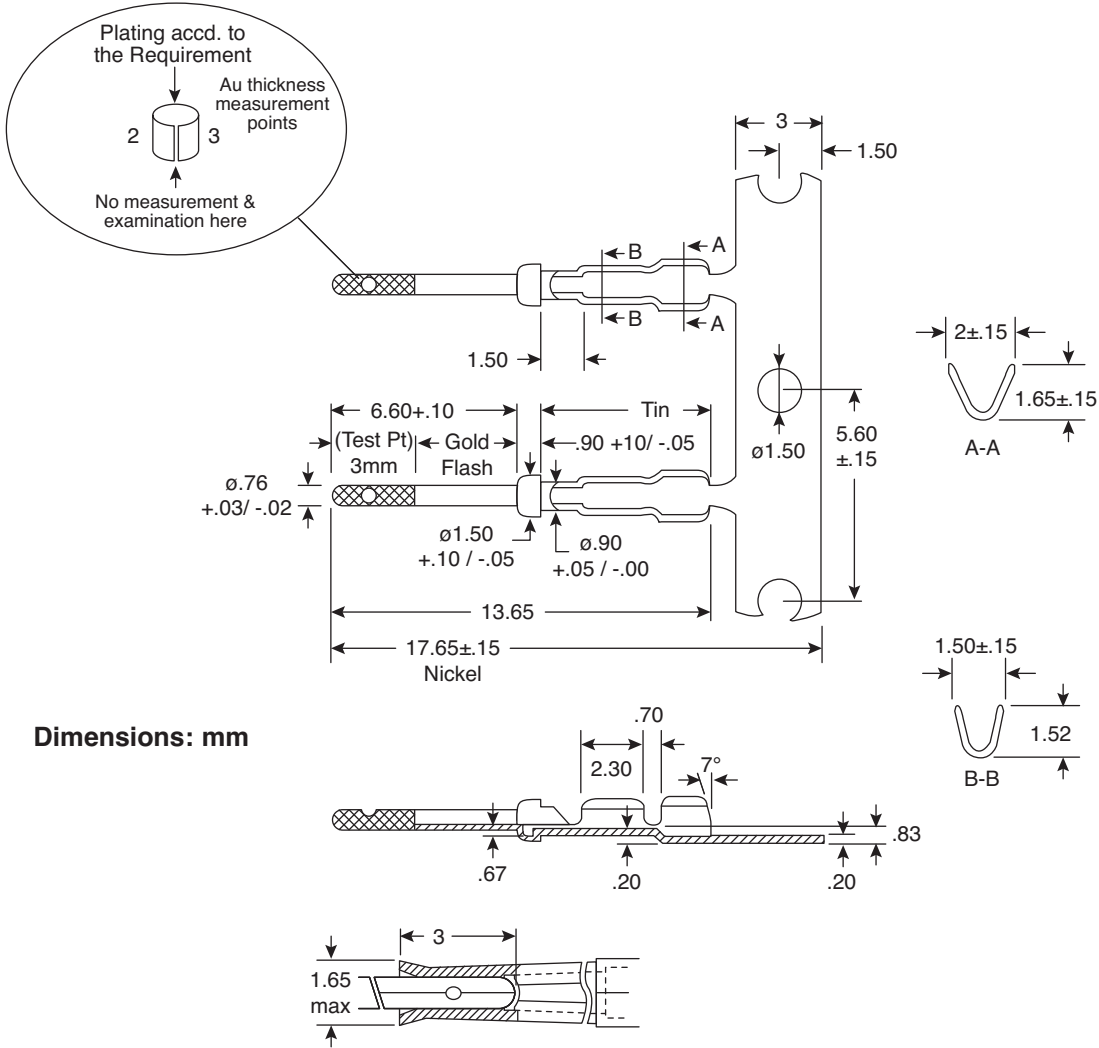 Plating accd. to
the Requirement
Au thickness
measurement
points
2
3
No measurement &
examination here
3
1.50
B
A
B
A
1.50
2±.15
1.65±.15
A-A
6.60+.10
Tin
(Test Pt)
3mm
Gold
Flash
.90 +10/ -.05
ø1.50
5.60
±.15
ø.76
+.03/ -.02
ø1.50
+.10 / -.05
ø.90
+.05 / -.00
13.65
17.65±.15
Nickel
1.50±.15
1.52
B-B
Dimensions: mm
.70
2.30
7°
.83
.67
.20
.20
3
1.65
max